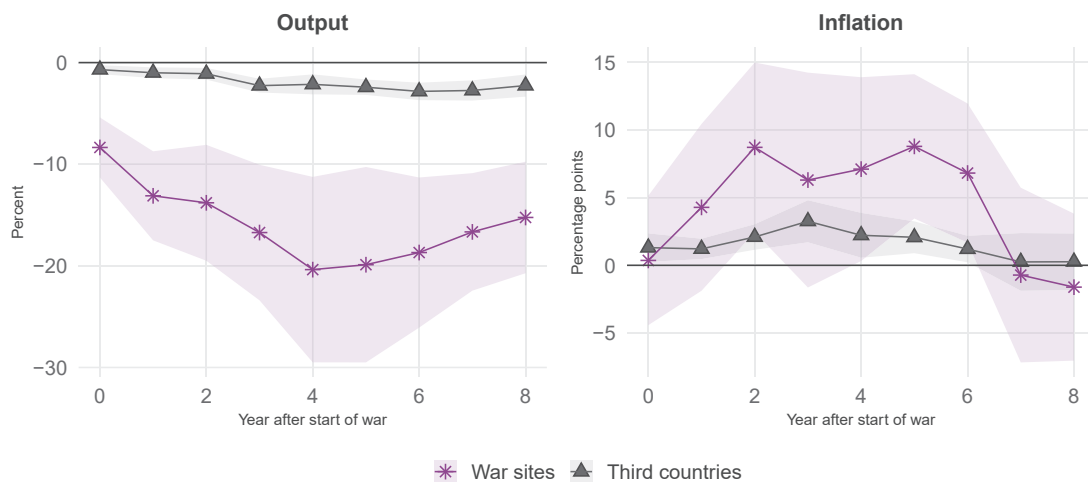 Output
Percent
0
−10
−20
−30
0 2 4 6 8
Year after start of war
Inflation
Percentage points
15
10
5
0
−5
0 2 4 6 8
Year after start of war
War sites Third countries